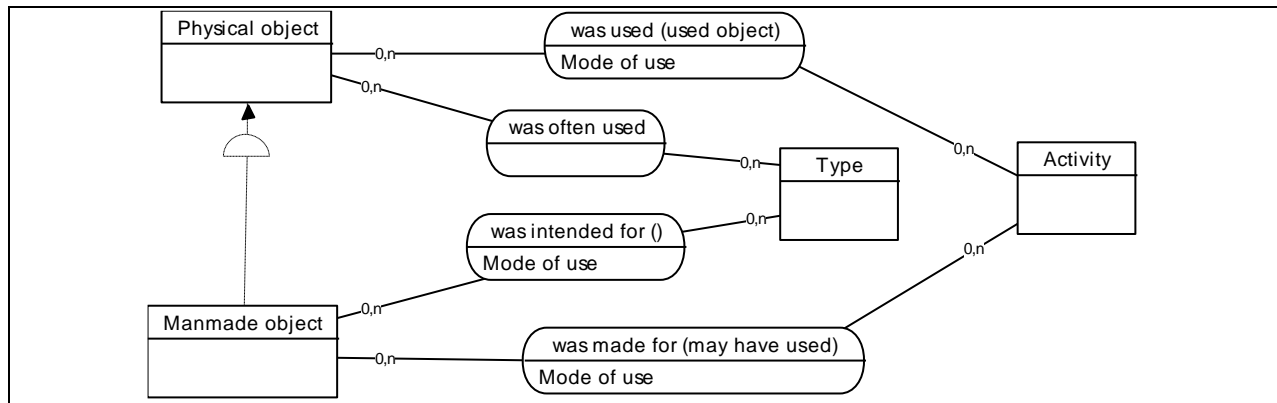 Physical object
was used (used object)
Mode of use
0,n
0,n
was often used
0,n
0,n
Type
Activity
was intended for ()
Mode of use
0,n
0,n
0,n
Manmade object
was made for (may have used)
Mode of use
0,n